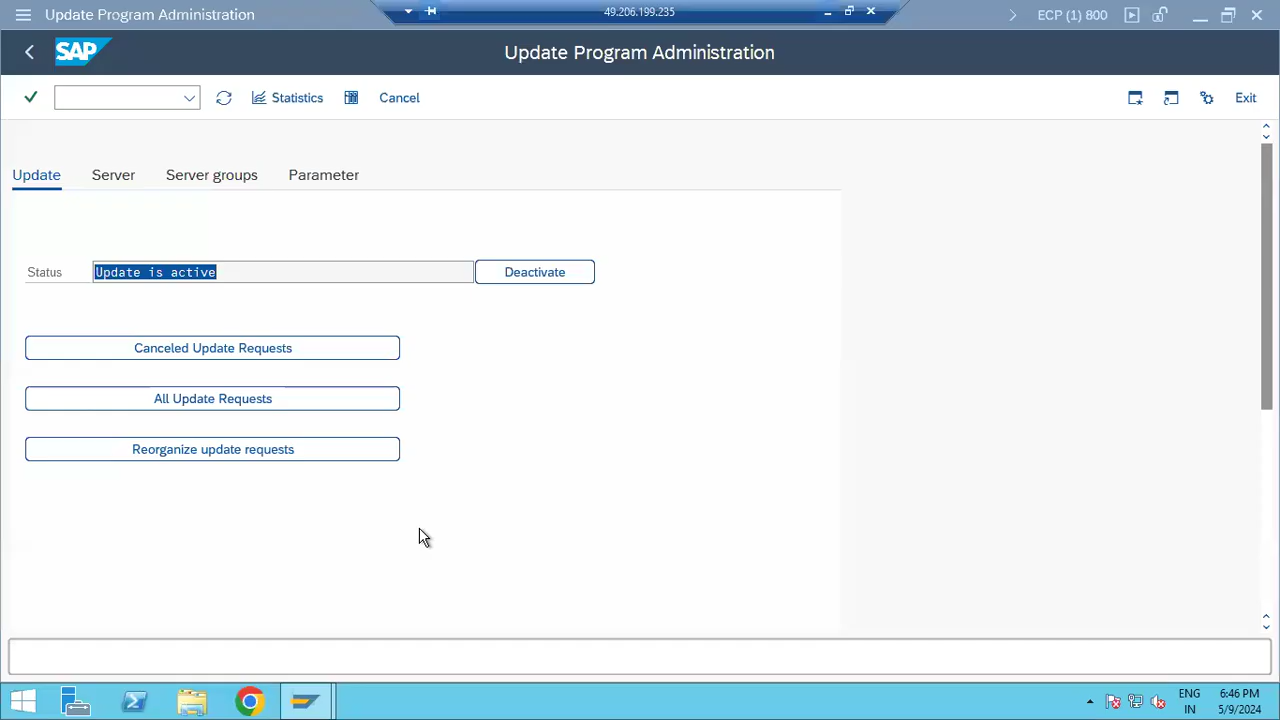 Update Program Administration
49.206.199.235
ECP (1) 800
SAP
Update Program Administration
Statistics
Cancel
Exit
Update
Server
Server groups
Parameter
Status
Update is active
Deactivate
Canceled Update Requests
All Update Requests
Reorganize update requests
ENG
IN
6:46 PM
5/9/2024